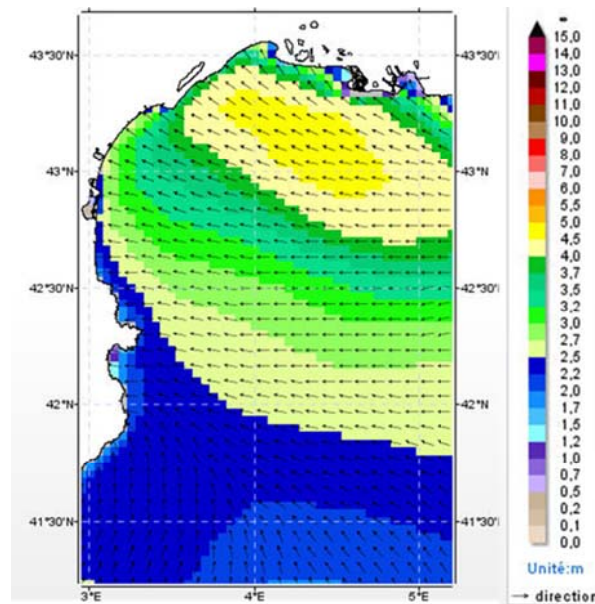 43°30'N
43°N
42°30'N
42°N
41°30'N
3°E
4°E
5°E
43°30'N
43°N
42°30'N
42°N
41°30'N
15,0
14,0
13,0
12,0
11,0
10,0
9,0
8,0
7,0
6,0
5,5
5,0
4,5
4,0
3,7
3,5
3,2
3,0
2,7
2,5
2,2
2,0
1,7
1,5
1,2
1,0
0,7
0,5
0,2
0,1
0,0
Unité:m
direction